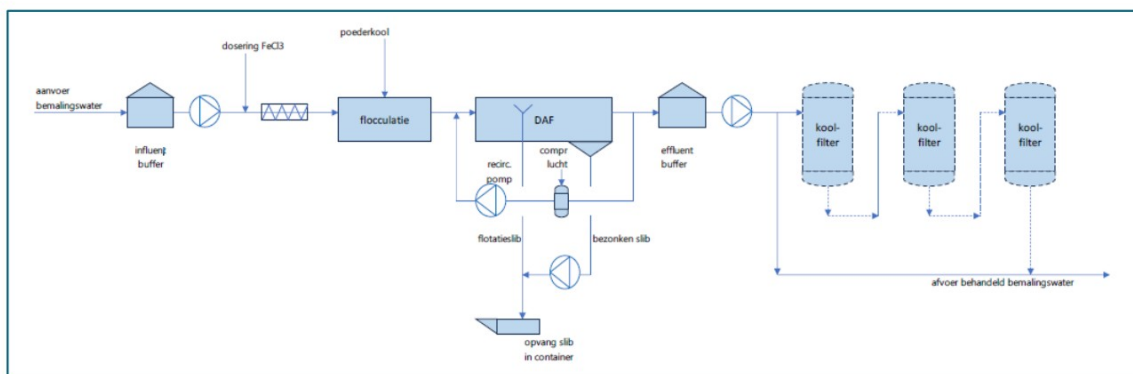 poederkool
dosering FeCl3
aanvoer
bemalingswater
influent
buffer
flocculatie
DAF
recirc.
pomp
compr
lucht
effluent
buffer
kool-
filter
kool-
filter
kool-
filter
flotatieslib
bezonken slib
afvoer behandeld bemalingswater
opvang slib
in container